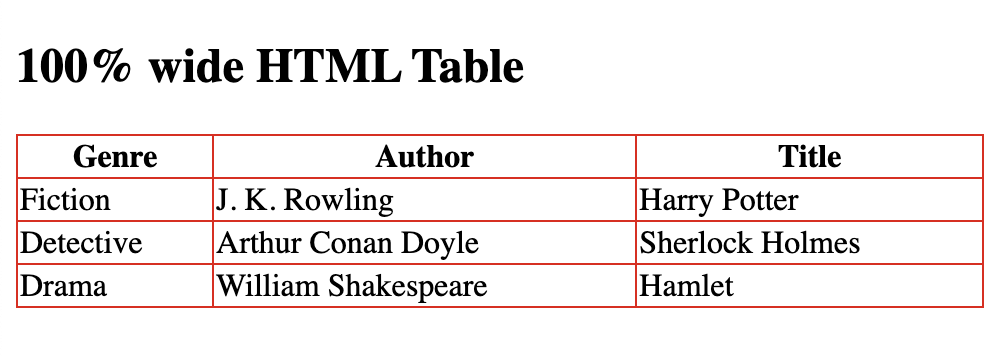 100% wide HTML Table
Genre Author Title
Fiction J. K. Rowling Harry Potter
Detective Arthur Conan Doyle Sherlock Holmes
Drama William Shakespeare Hamlet